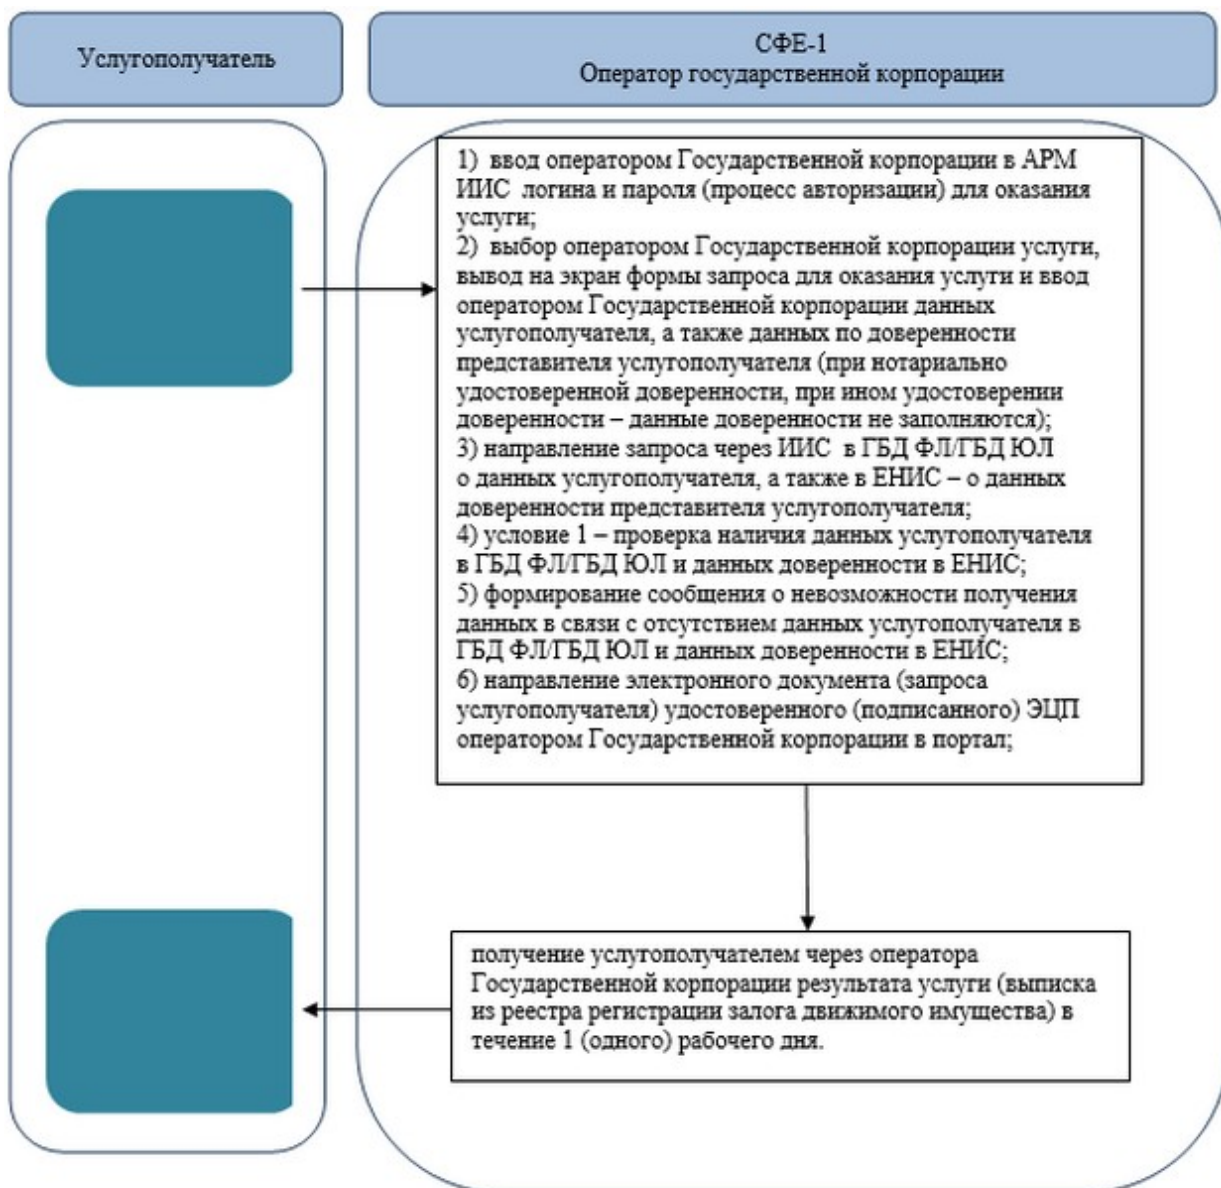 Услугополучатель
СФЕ-1
Оператор государственной корпорации
1) ввод оператором Государственной корпорации в АРМ
ИИС логина и пароля (процесс авторизации) для оказания
услуги;
2) выбор оператором Государственной корпорации услуги,
вывод на экран формы запроса для оказания услуги и ввод
оператором Государственной корпорации данных
услугополучателя, а также данных по доверенности
представителя услугополучателя (при нотариально
удостоверенной доверенности, при ином удостоверении
доверенности – данные доверенности не заполняются);
3) направление запроса через ИИС в ГБД ФЛ/ГБД ЮЛ
о данных услугополучателя, а также в ЕНИС – о данных
доверенности представителя услугополучателя;
4) условие 1 – проверка наличия данных услугополучателя
в ГБД ФЛ/ГБД ЮЛ и данных доверенности в ЕНИС;
5) формирование сообщения о невозможности получения
данных в связи с отсутствием данных услугополучателя в
ГБД ФЛ/ГБД ЮЛ и данных доверенности в ЕНИС;
6) направление электронного документа (запроса
услугополучателя) удостоверенного (подписанного) ЭЦП
оператором Государственной корпорации в портал;
получение услугополучателем через оператора
Государственной корпорации результата услуги (выписка
из реестра регистрации залога движимого имущества) в
течение 1 (одного) рабочего дня.